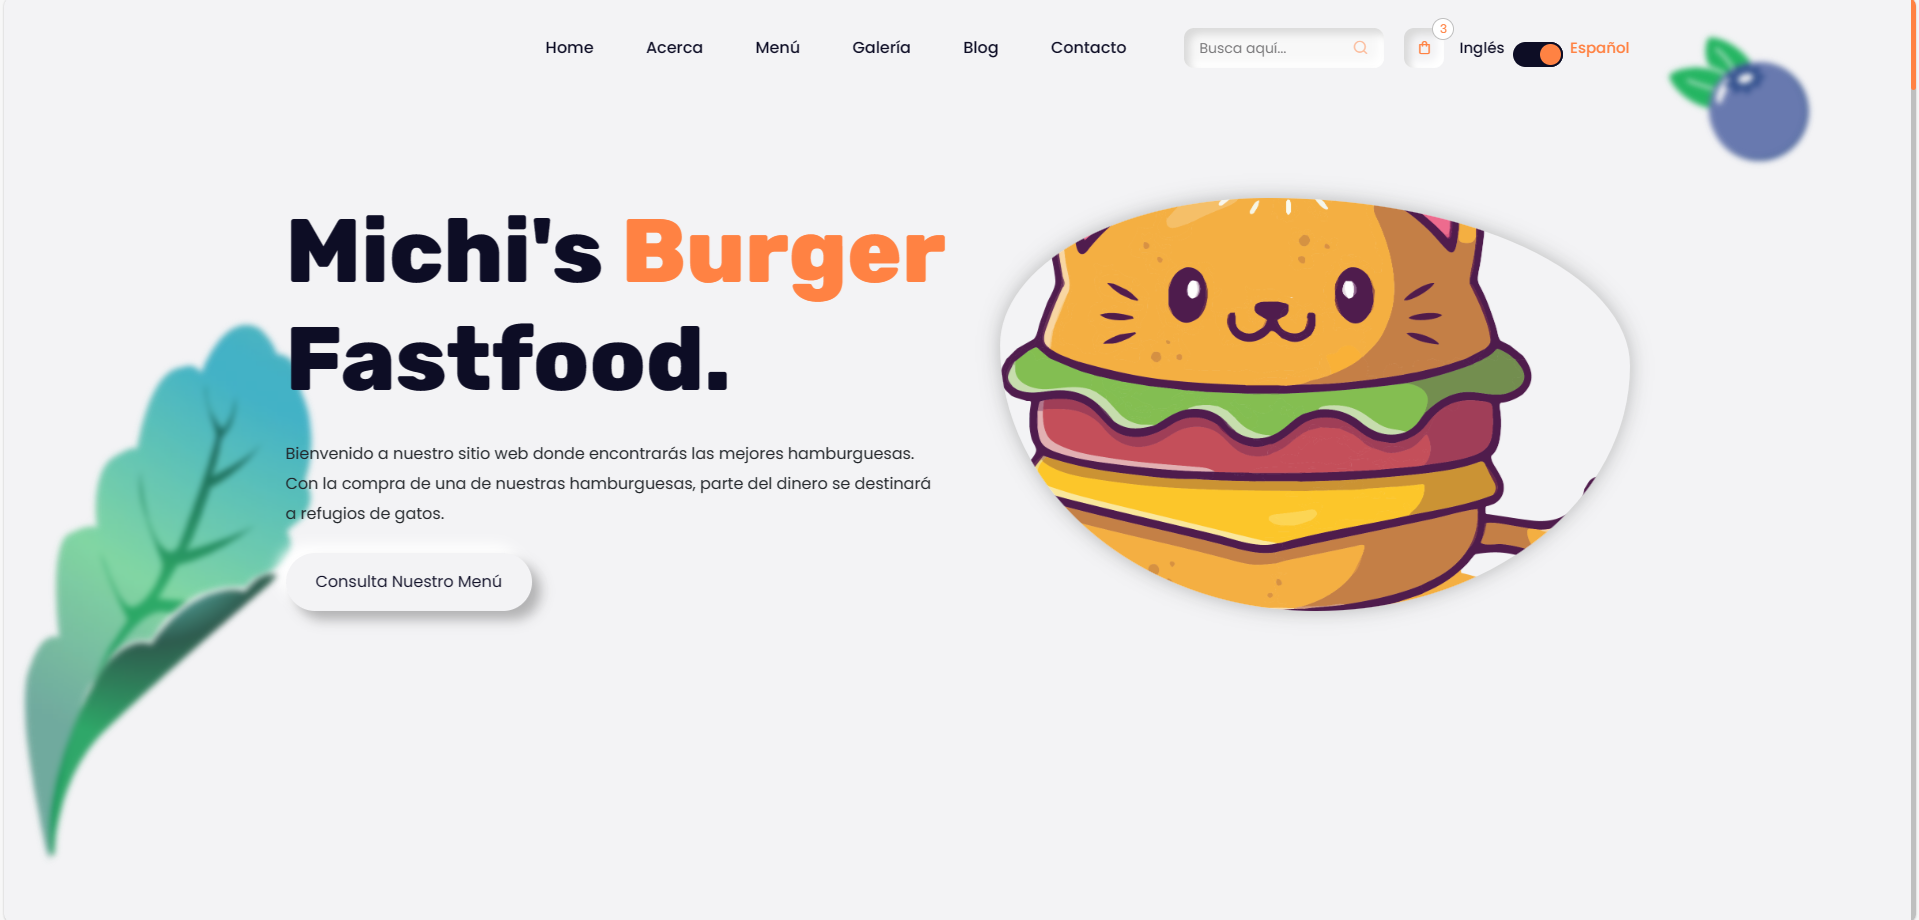 Home Acerca Menú Galería Blog Contacto Busca aquí... 3 Inglés Español
Michi's Burger
Fastfood.
Bienvenido a nuestro sitio web donde encontrarás las mejores hamburguesas.
Con la compra de una de nuestras hamburguesas, parte del dinero se destinará
a refugios de gatos.
Consulta Nuestro Menú